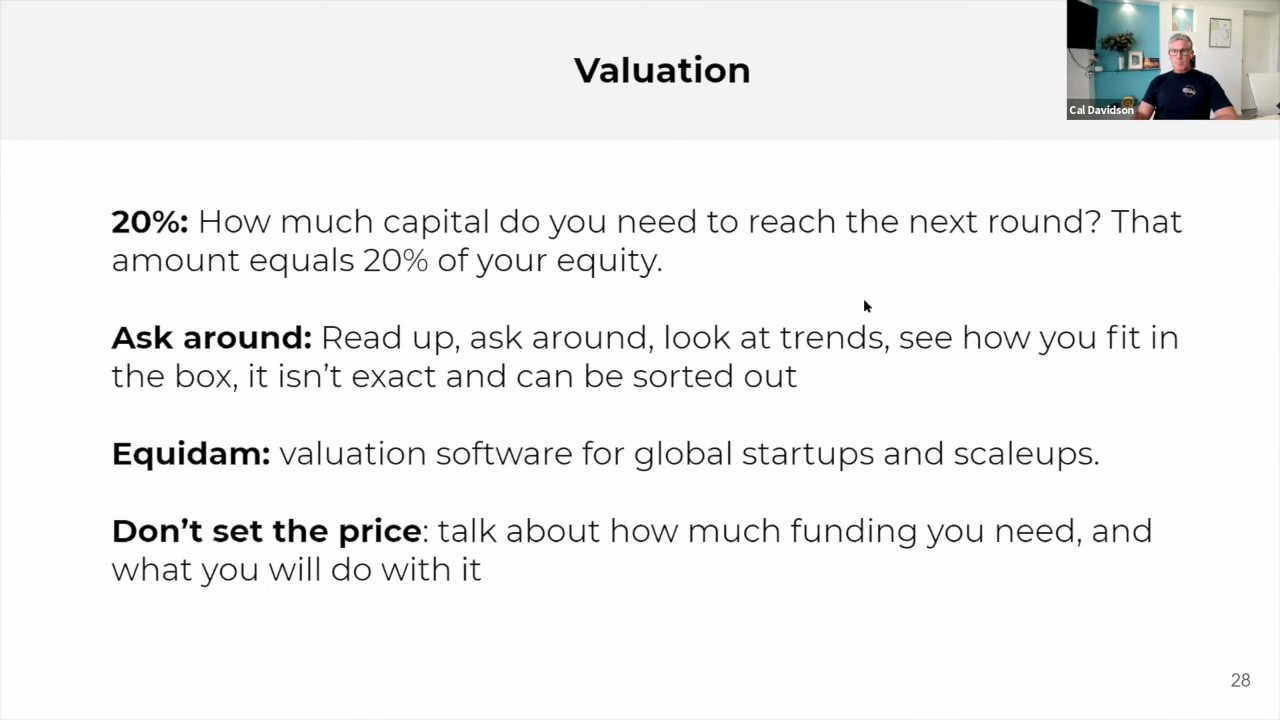 Valuation
Cal Davidson
20%: How much capital do you need to reach the next round? That
amount equals 20% of your equity.
Ask around: Read up, ask around, look at trends, see how you fit in
the box, it isn’t exact and can be sorted out
Equidam: valuation software for global startups and scaleups.
Don’t set the price: talk about how much funding you need, and
what you will do with it
28